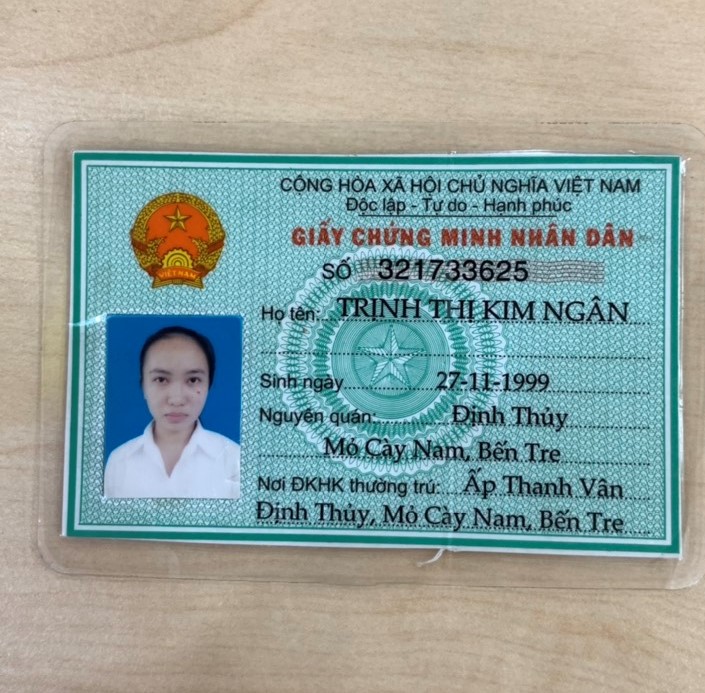 CỘNG HÒA XÃ HỘI CHỦ NGHĨA VIỆT NAM
Độc lập - Tự do - Hạnh phúc
GIẤY CHỨNG MINH NHÂN DÂN
SỐ 321733625
Họ tên: TRỊNH THỊ KIM NGÂN
Sinh ngày 27-11-1999
Nguyên quán: Định Thủy
Mỏ Cày Nam, Bến Tre
Nơi ĐKHK thường trú: Ấp Thanh Vân
Định Thủy, Mỏ Cày Nam, Bến Tre
VIỆT NAM